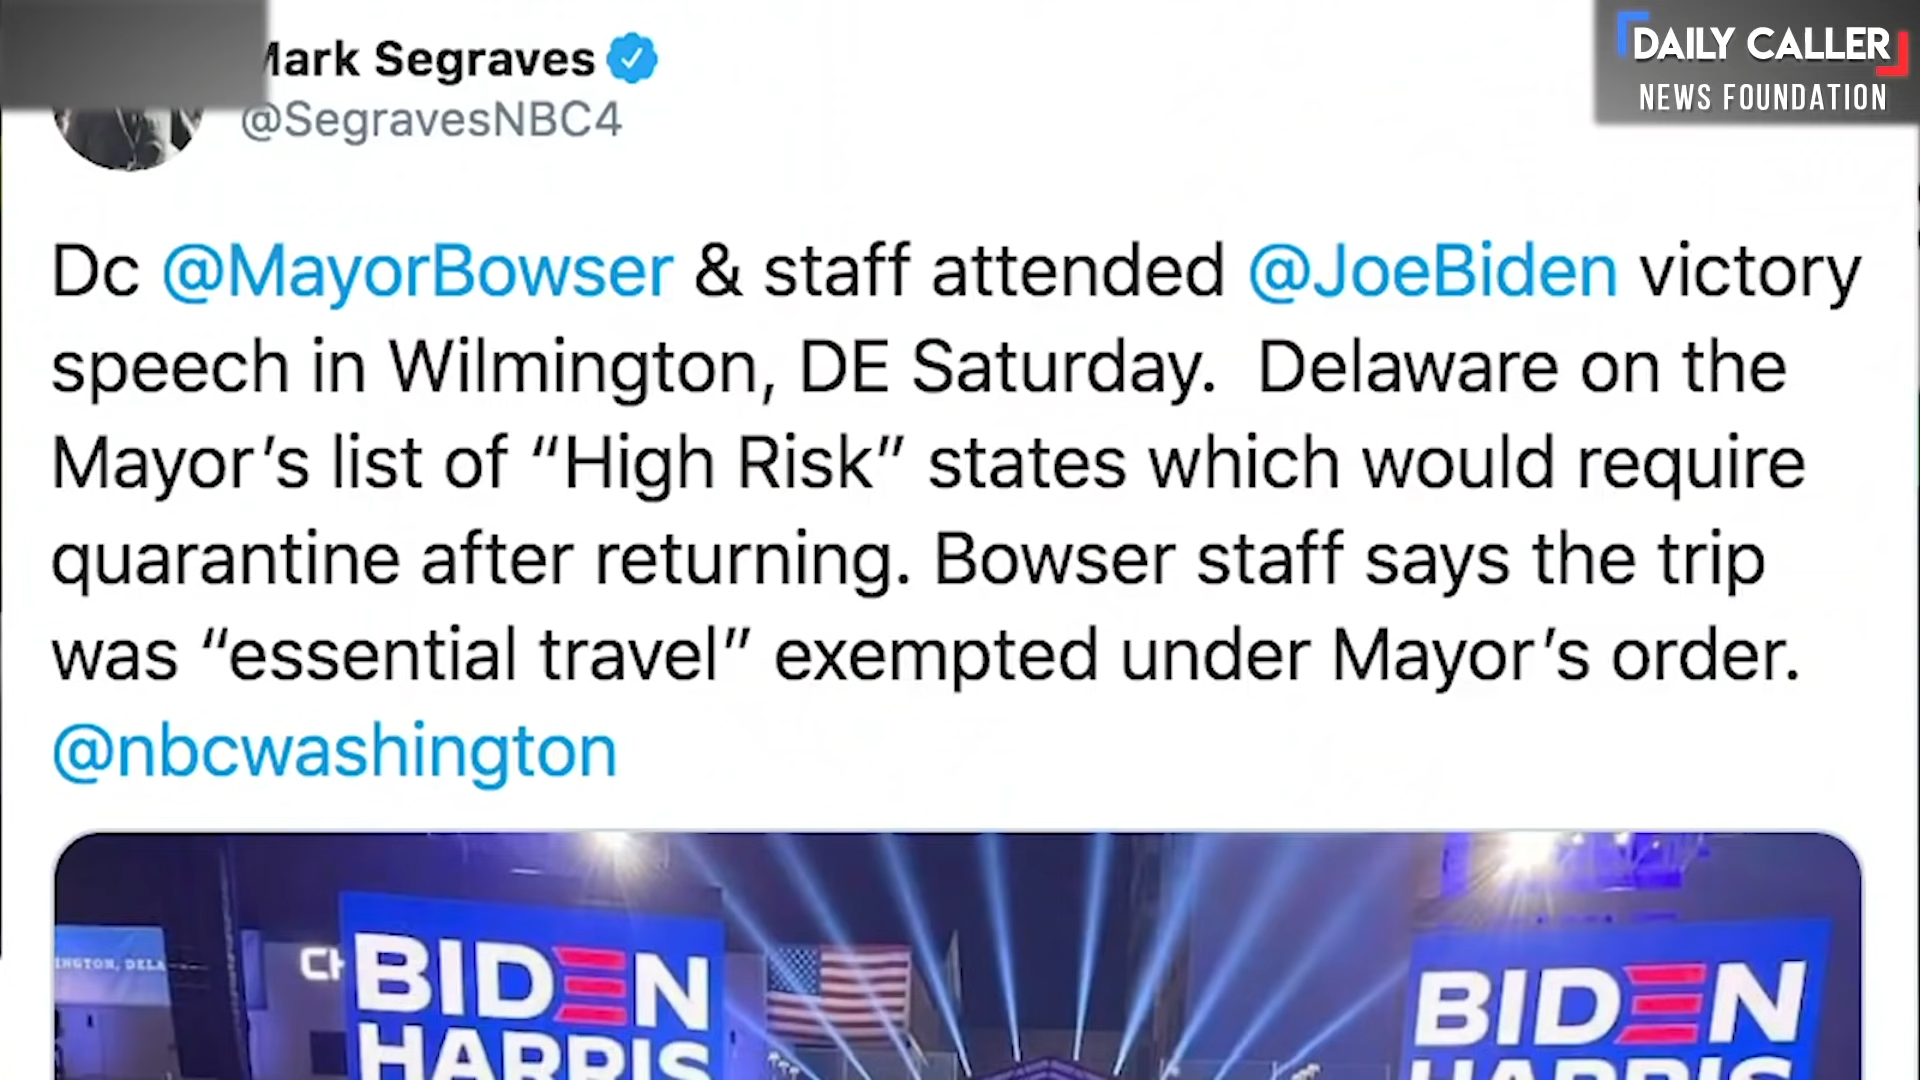 DAILY CALLER
NEWS FOUNDATION
Mark Segraves
@SegravesNBC4
Dc @MayorBowser & staff attended @JoeBiden victory
speech in Wilmington, DE Saturday. Delaware on the
Mayor’s list of “High Risk” states which would require
quarantine after returning. Bowser staff says the trip
was “essential travel” exempted under Mayor’s order.
@nbcwashington
BIDEN
HARRIS
BIDEN
HARRIS